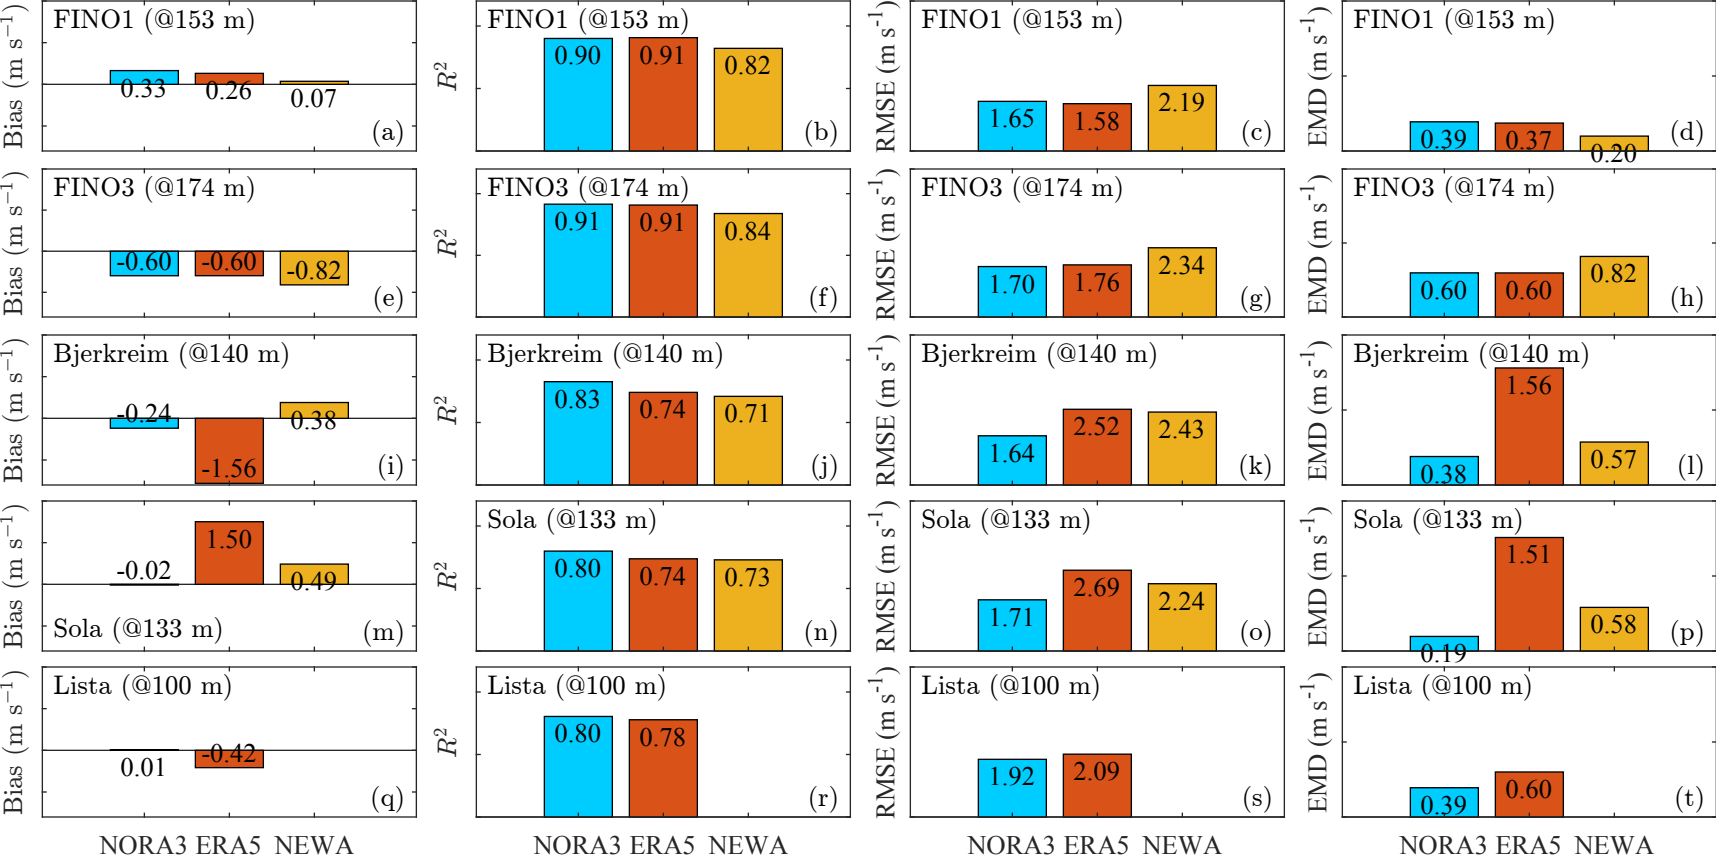 Bias (m s⁻¹)
FINO1 (@153 m)
0.33
0.26
0.07
(a)
R²
FINO1 (@153 m)
0.90
0.91
0.82
(b)
RMSE (m s⁻¹)
FINO1 (@153 m)
1.65
1.58
2.19
(c)
EMD (m s⁻¹)
FINO1 (@153 m)
0.39
0.37
0.20
(d)
Bias (m s⁻¹)
FINO3 (@174 m)
-0.60
-0.60
-0.82
(e)
R²
FINO3 (@174 m)
0.91
0.91
0.84
(f)
RMSE (m s⁻¹)
FINO3 (@174 m)
1.70
1.76
2.34
(g)
EMD (m s⁻¹)
FINO3 (@174 m)
0.60
0.60
0.82
(h)
Bias (m s⁻¹)
Bjerkreim (@140 m)
-0.24
-1.56
0.38
(i)
R²
Bjerkreim (@140 m)
0.83
0.74
0.71
(j)
RMSE (m s⁻¹)
Bjerkreim (@140 m)
1.64
2.52
2.43
(k)
EMD (m s⁻¹)
Bjerkreim (@140 m)
0.38
1.56
0.57
(l)
Bias (m s⁻¹)
-0.02
1.50
0.49
Sola (@133 m)
(m)
R²
Sola (@133 m)
0.80
0.74
0.73
(n)
RMSE (m s⁻¹)
Sola (@133 m)
1.71
2.69
2.24
(o)
EMD (m s⁻¹)
Sola (@133 m)
0.19
1.51
0.58
(p)
Bias (m s⁻¹)
Lista (@100 m)
0.01
-0.42
(q)
R²
Lista (@100 m)
0.80
0.78
(r)
RMSE (m s⁻¹)
Lista (@100 m)
1.92
2.09
(s)
EMD (m s⁻¹)
Lista (@100 m)
0.39
0.60
(t)
NORA3 ERA5 NEWA
NORA3 ERA5 NEWA
NORA3 ERA5 NEWA
NORA3 ERA5 NEWA